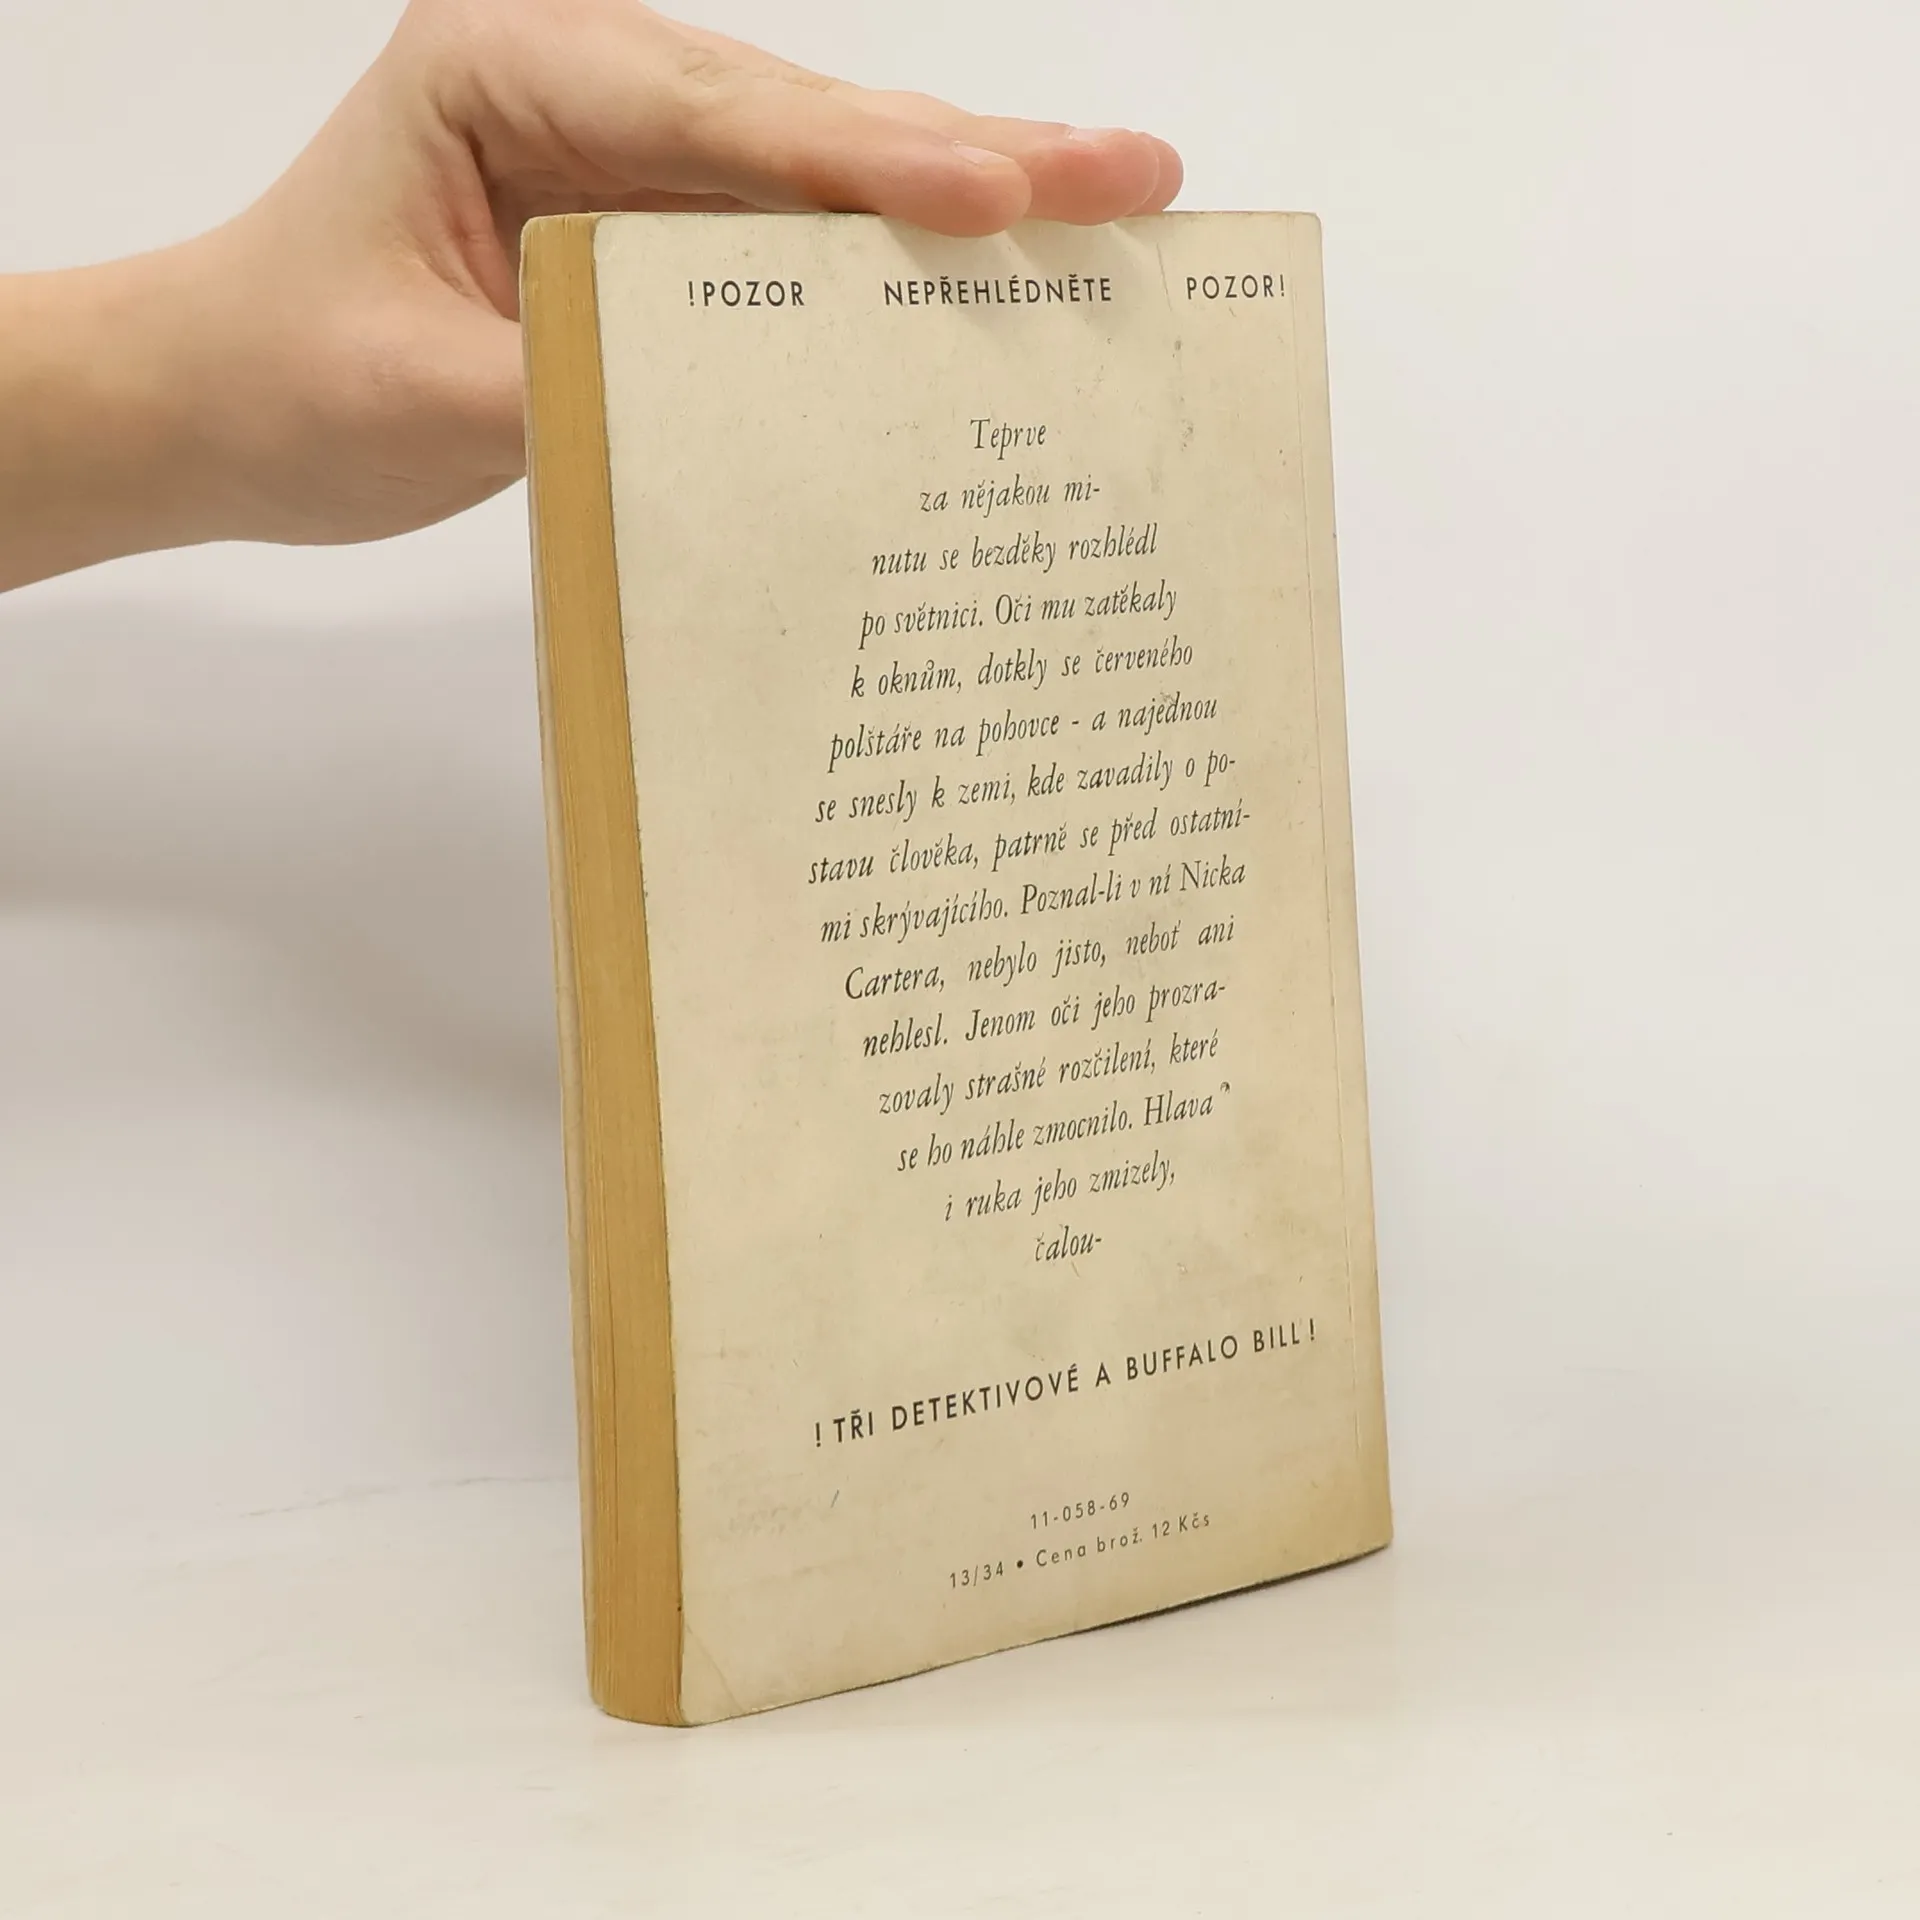 !POZOR NEPŘEHLÉDNĚTE POZOR!
Teprve
za nějakou mi-
nutu se bezděky rozhlédl
po světnici. Oči mu zatěkaly
k oknům, dotkly se červeného
polštáře na pohovce - a najednou
se snesly k zemi, kde zavadily o po-
stavu člověka, patrně se před ostatní-
mi skrývajícího. Poznal-li v ní Nicka
Cartera, nebylo jisto, neboť ani
nehlesl. Jenom oči jeho prozra-
zovaly strašné rozčilení, které
se ho náhle zmocnilo. Hlava
i ruka jeho zmizely,
čalou-
! TŘI DETEKTIVOVÉ A BUFFALO BILL !
11-058-69
13/34 • Cena brož. 12 Kčs